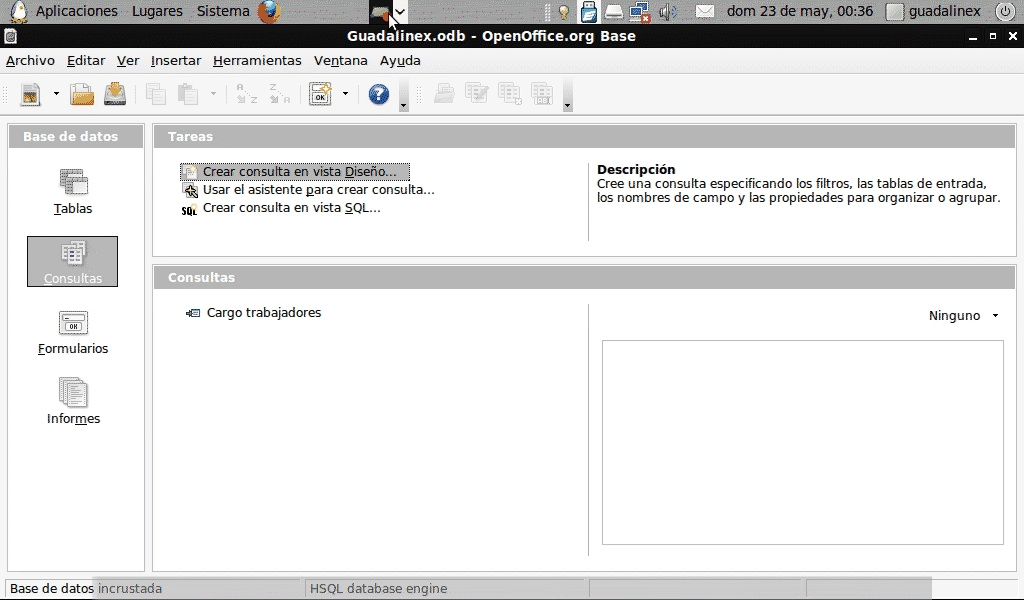 Aplicaciones Lugares Sistema dom 23 de may, 00:36 guadalinex
Guadalinex.odb - OpenOffice.org Base
Archivo Editar Ver Insertar Herramientas Ventana Ayuda
Base de datos
Tablas
Consultas
Formularios
Informes
Tareas
Crear consulta en vista Diseño...
Usar el asistente para crear consulta...
SQL Crear consulta en vista SQL...
Descripción
Cree una consulta especificando los filtros, las tablas de entrada,
los nombres de campo y las propiedades para organizar o agrupar.
Consultas
Cargo trabajadores
Ninguno
Base de datos incrustada HSQL database engine